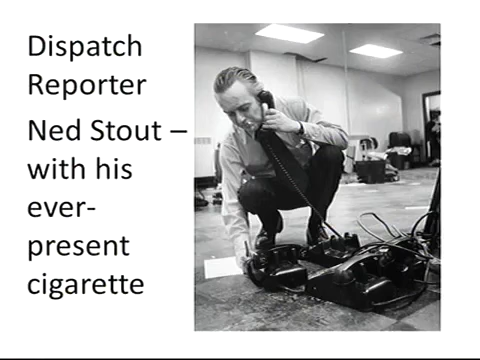 Dispatch
Reporter
Ned Stout –
with his
ever-
present
cigarette